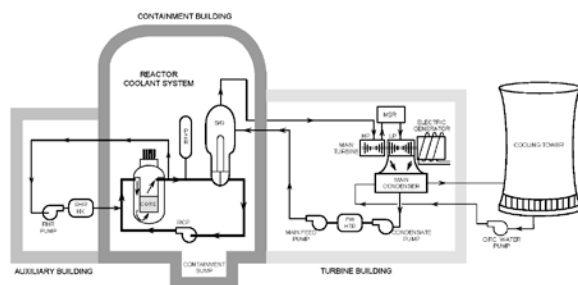 CONTAINMENT BUILDING
REACTOR
COOLANT SYSTEM
S/G
MSR
ELECTRIC
GENERATOR
HP
LP
MAIN
TURBINE
COOLING TOWER
MAIN
CONDENSER
CORE
RHR
PUMP
RHR
HX
RCP
MAIN FEED
PUMP
FW
HTR
CONDENSATE
PUMP
CIRC. WATER
PUMP
CONTAINMENT
SUMP
AUXILIARY BUILDING
TURBINE BUILDING